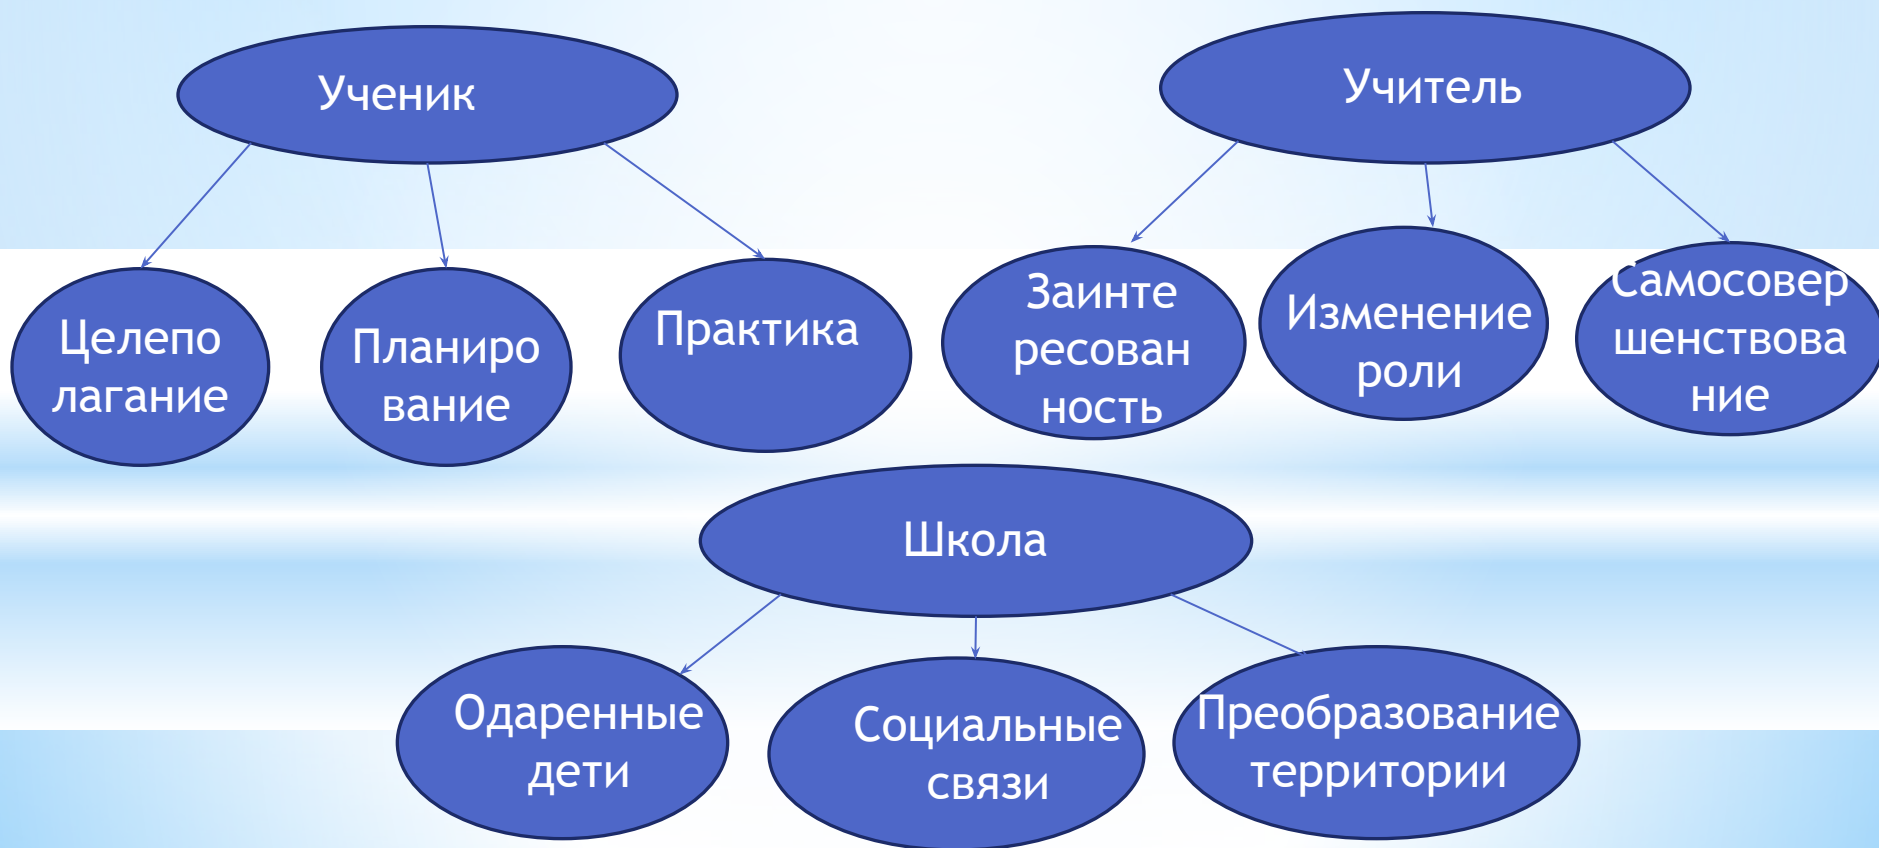 Ученик
Учитель
Целепо
лагание
Планиро
вание
Практика
Заинте
ресован
ность
Изменение
роли
Самосовер
шенствова
ние
Школа
Одаренные
дети
Социальные
связи
Преобразование
территории